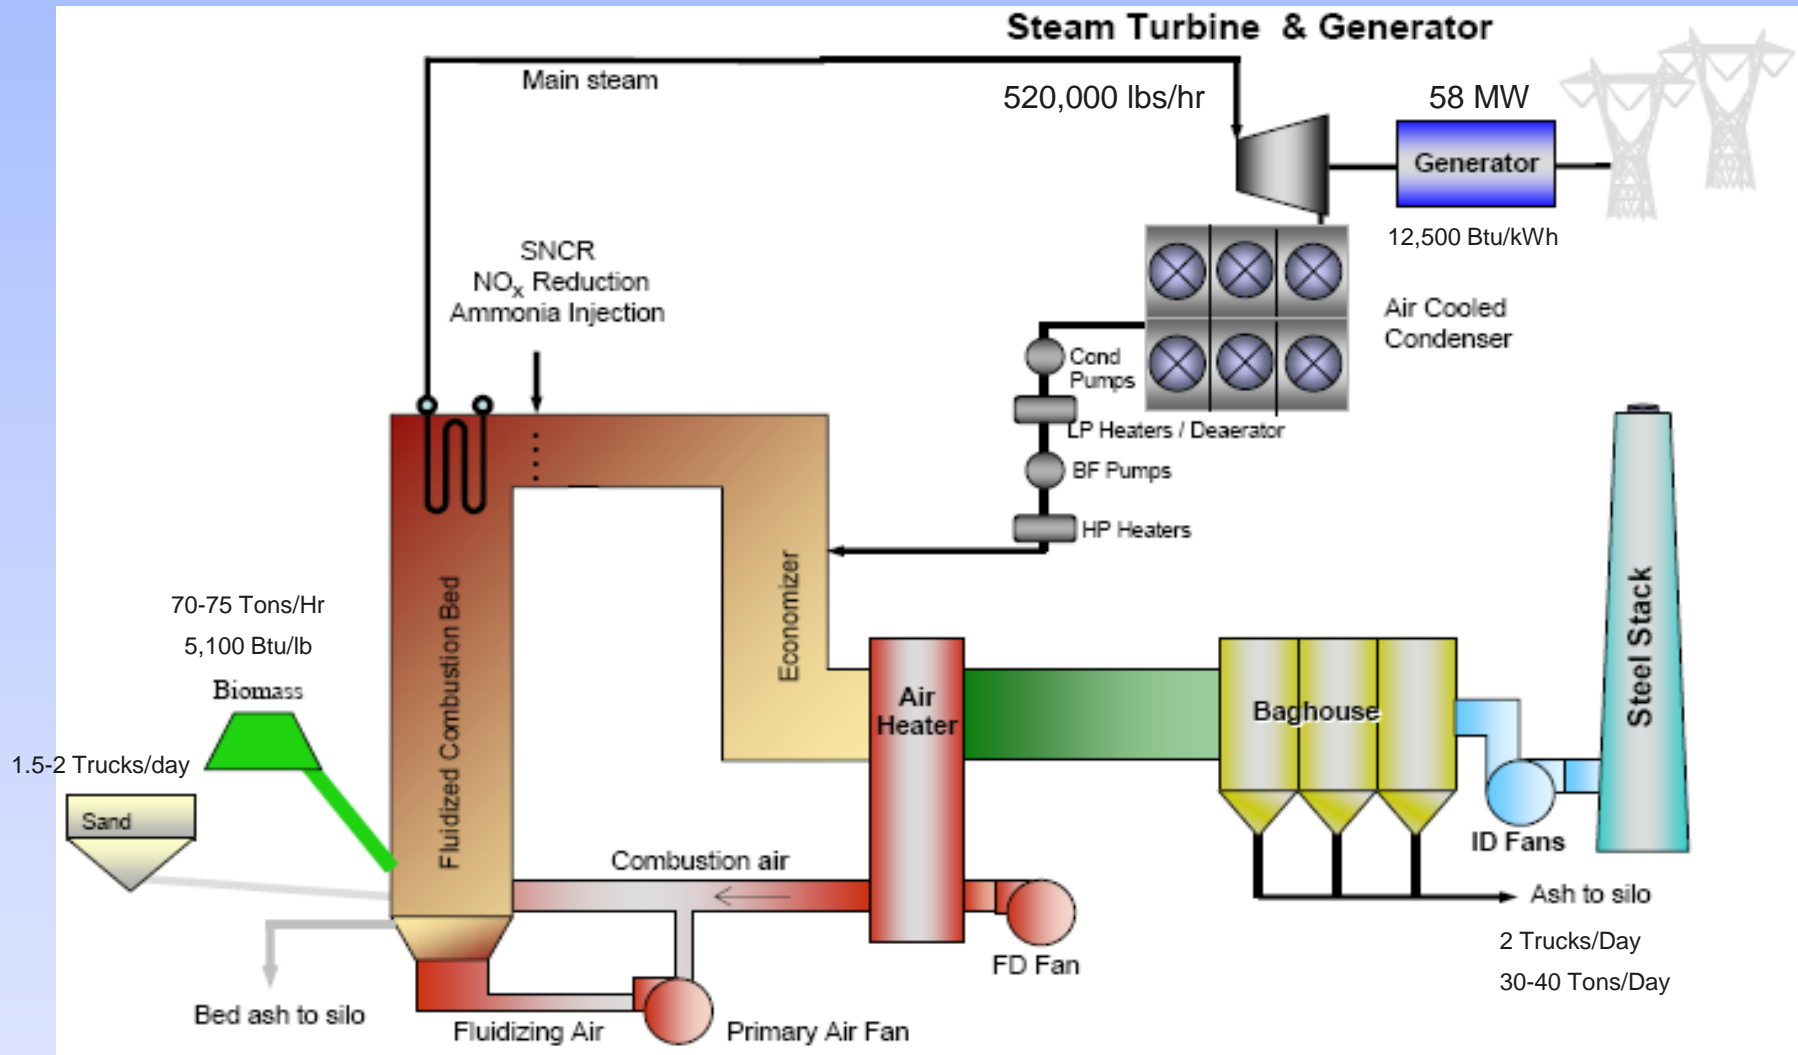 Steam Turbine & Generator
Main steam
520,000 lbs/hr
58 MW
Generator
12,500 Btu/kWh
SNCR
NOx Reduction
Ammonia Injection
Air Cooled
Condenser
Cond
Pumps
LP Heaters / Deaerator
BF Pumps
HP Heaters
70-75 Tons/Hr
5,100 Btu/lb
Biomass
1.5-2 Trucks/day
Sand
Fluidized Combustion Bed
Economizer
Air
Heater
Baghouse
Steel Stack
ID Fans
Combustion air
Ash to silo
2 Trucks/Day
30-40 Tons/Day
FD Fan
Bed ash to silo
Fluidizing Air
Primary Air Fan